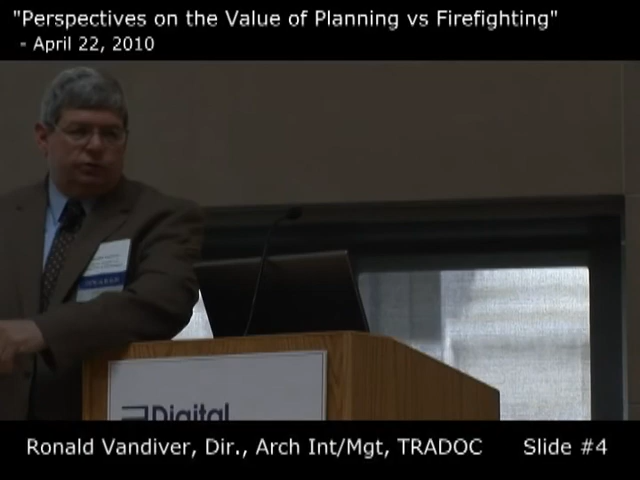 "Perspectives on the Value of Planning vs Firefighting"
- April 22, 2010
SPEAKER
Digital
Ronald Vandiver, Dir., Arch Int/Mgt, TRADOC Slide #4